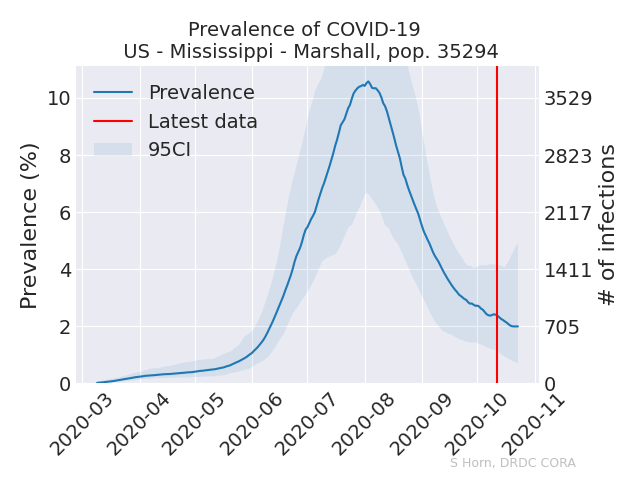 Prevalence of COVID-19
US - Mississippi - Marshall, pop. 35294
Prevalence
Latest data
95CI
Prevalence (%)
10
8
6
4
2
0
3529
2823
2117
1411
705
0
# of infections
2020-03
2020-04
2020-05
2020-06
2020-07
2020-08
2020-09
2020-10
2020-11
S Horn, DRDC CORA